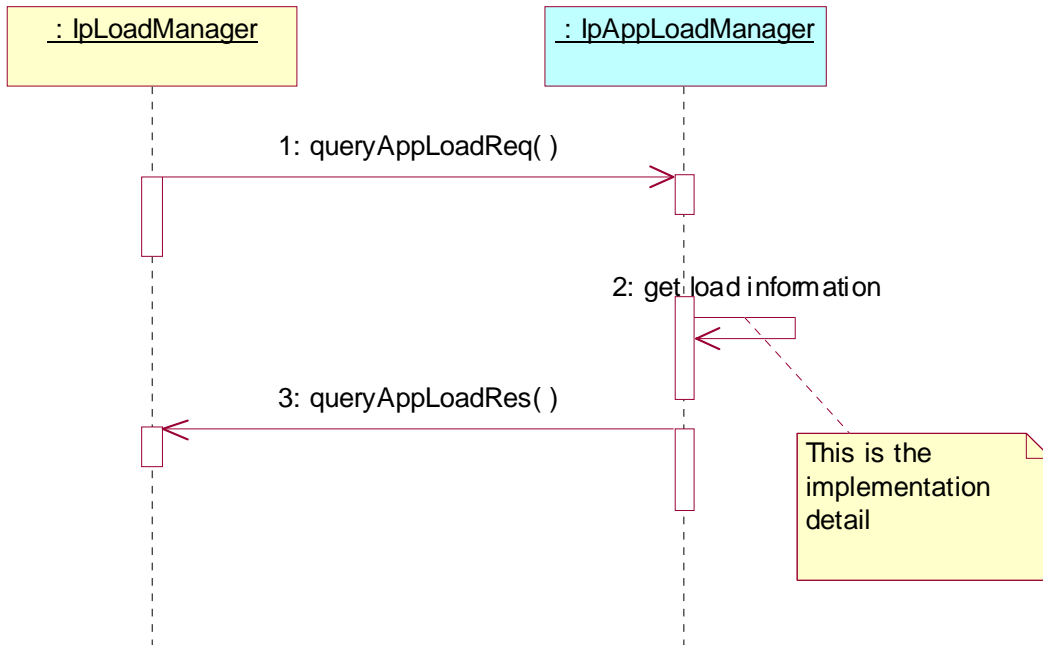 : IpLoadManager
: IpAppLoadManager
1: queryAppLoadReq( )
2: get load information
3: queryAppLoadRes( )
This is the
implementation
detail